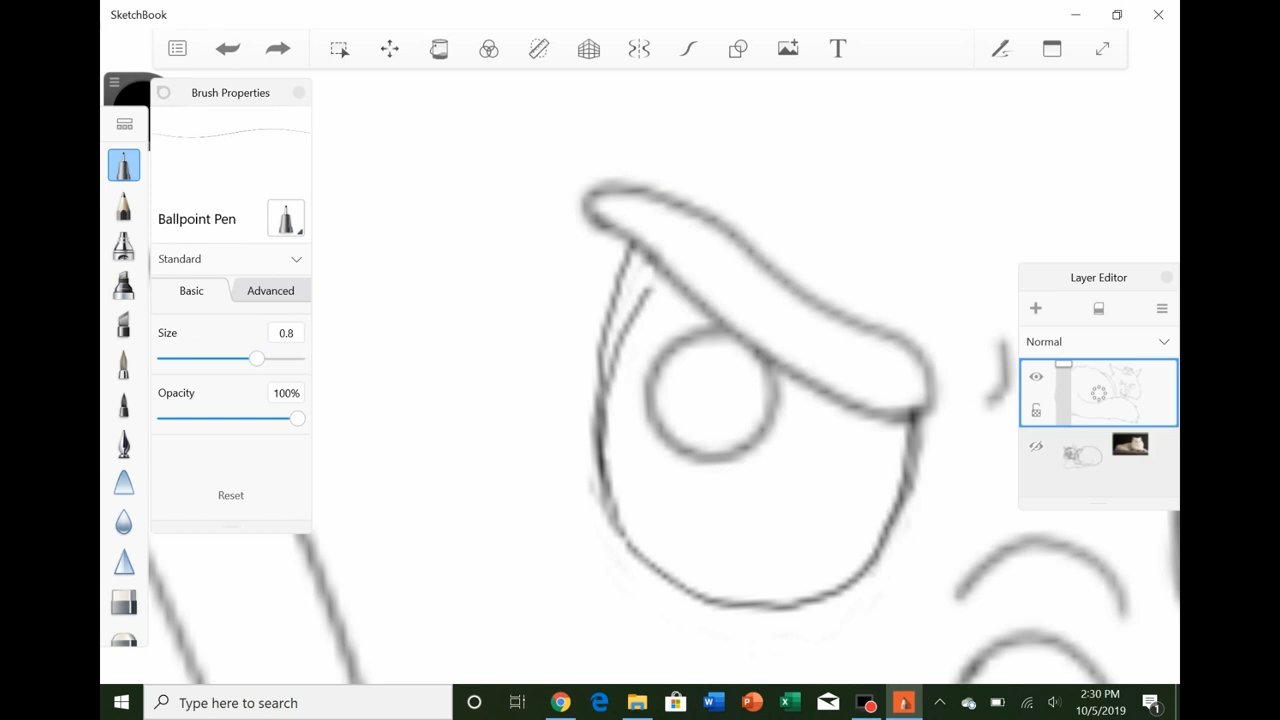 SketchBook
T
Brush Properties
Ballpoint Pen
Standard
Basic
Advanced
Size
0.8
Opacity
100%
Reset
Layer Editor
Normal
Type here to search
2:30 PM
10/5/2019
1